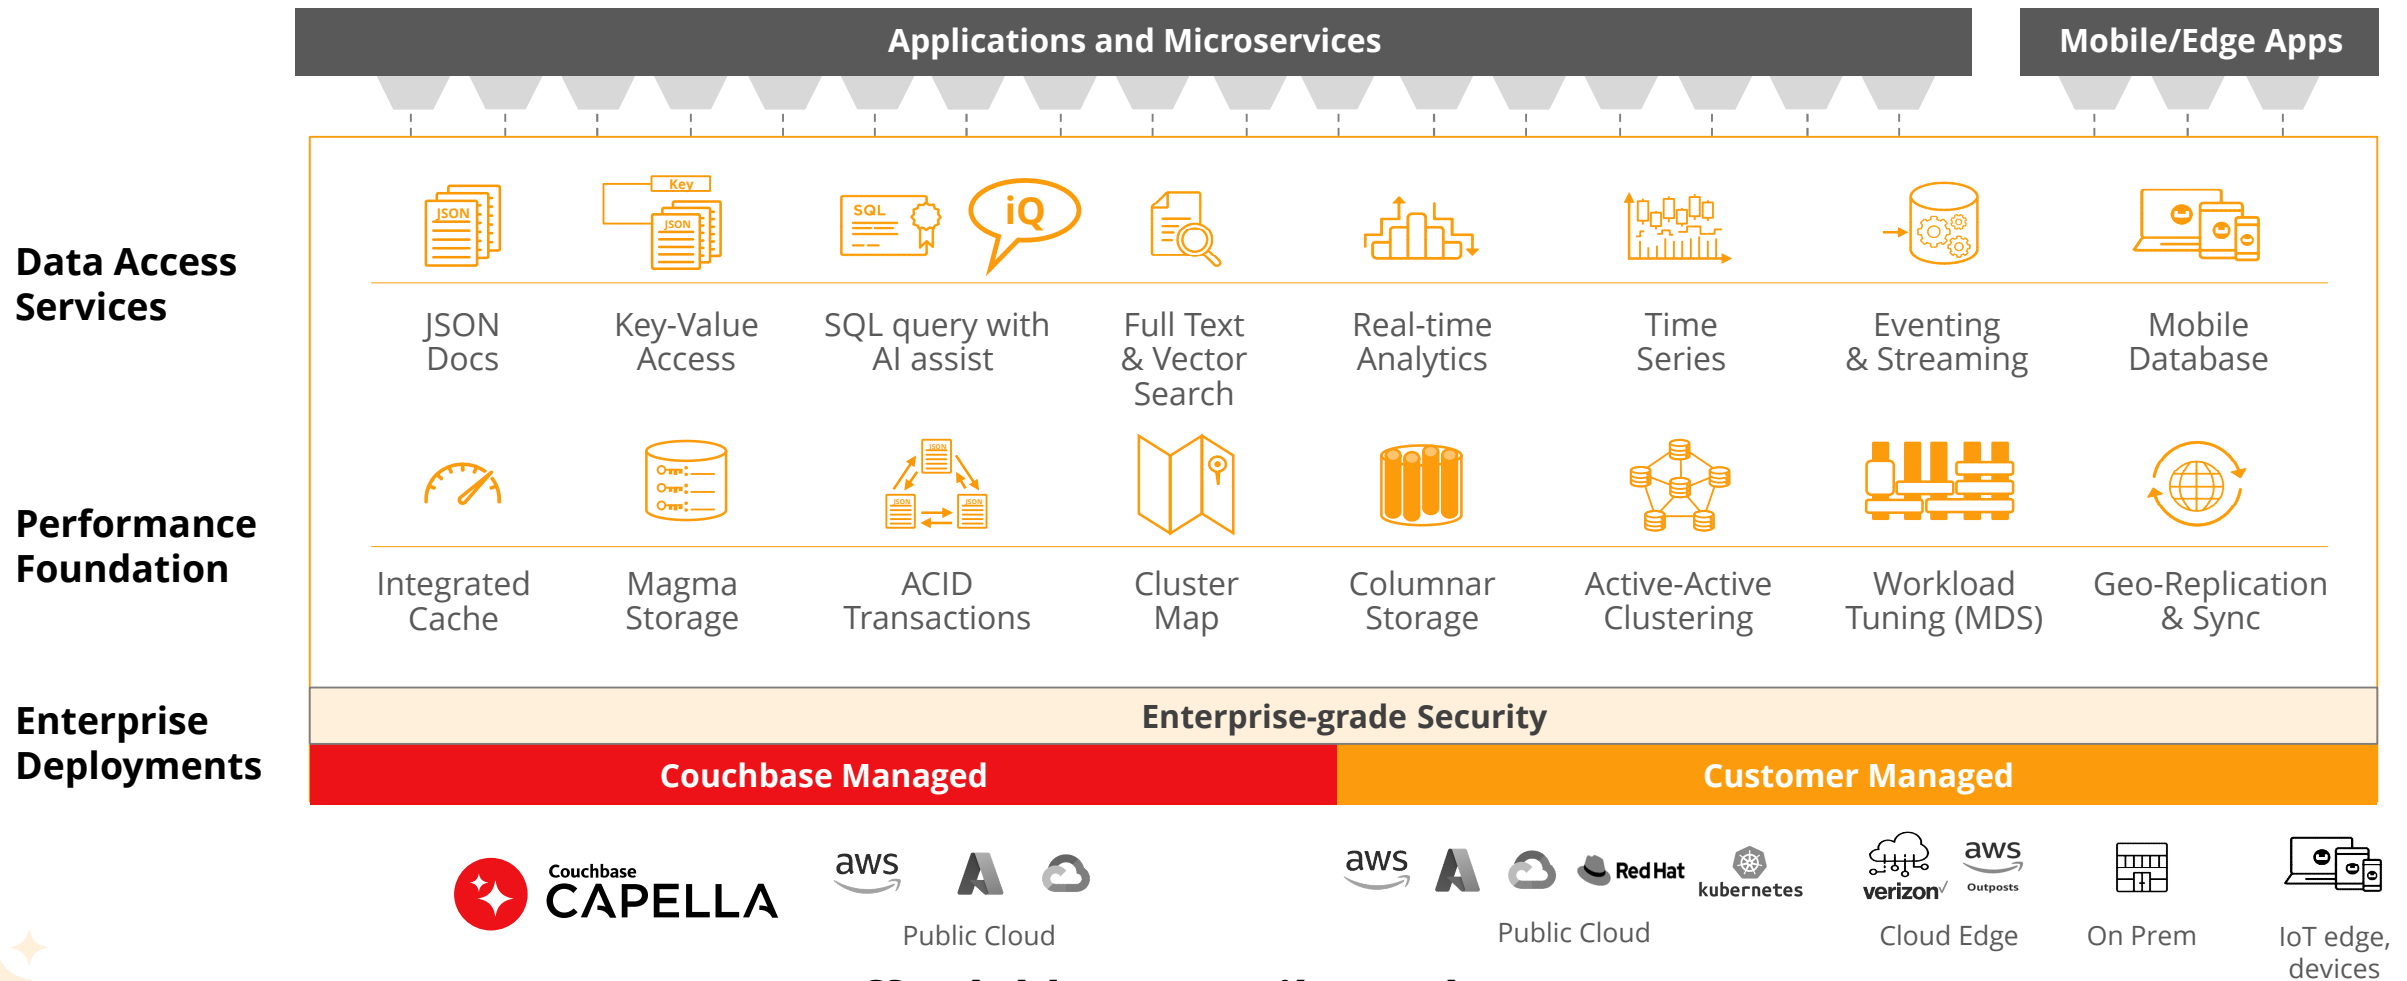 Applications and Microservices
Mobile/Edge Apps
Data Access
Services
JSON
Key
JSON
SQL
iQ
JSON
Docs
Key-Value
Access
SQL query with
AI assist
Full Text
& Vector
Search
Real-time
Analytics
Time
Series
Eventing
& Streaming
Mobile
Database
Performance
Foundation
JSON
JSON
JSON
Integrated
Cache
Magma
Storage
ACID
Transactions
Cluster
Map
Columnar
Storage
Active-Active
Clustering
Workload
Tuning (MDS)
Geo-Replication
& Sync
Enterprise
Deployments
Enterprise-grade Security
Couchbase Managed
Customer Managed
Couchbase
CAPELLA
aws
Public Cloud
aws
Red Hat
kubernetes
Public Cloud
verizon✓
aws
Outposts
Cloud Edge
On Prem
IoT edge,
devices